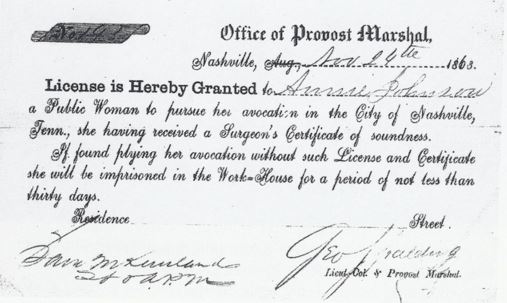 Office of Provost Marshal,
Nashville, Aug, Nov 24th 1863.
License is Hereby Granted to Annie Johnson
a Public Woman to pursue her avocation in the City of Nashville,
Tenn., she having received a Surgeon's Certificate of soundness.
If found plying her avocation without such License and Certificate
she will be imprisoned in the Work=House for a period of not less than
thirty days.
Residence Street.
Geo Spalding
Lieut.-Col. & Provost Marshal.